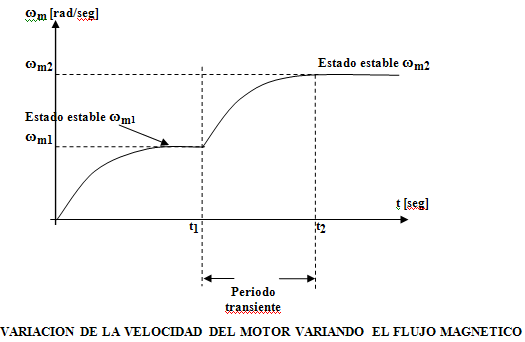 ωm [rad/seg]
ωm2
Estado estable ωm2
Estado estable ωm1
ωm1
t [seg]
t1
t2
Periodo
transiente
VARIACION DE LA VELOCIDAD DEL MOTOR VARIANDO EL FLUJO MAGNETICO